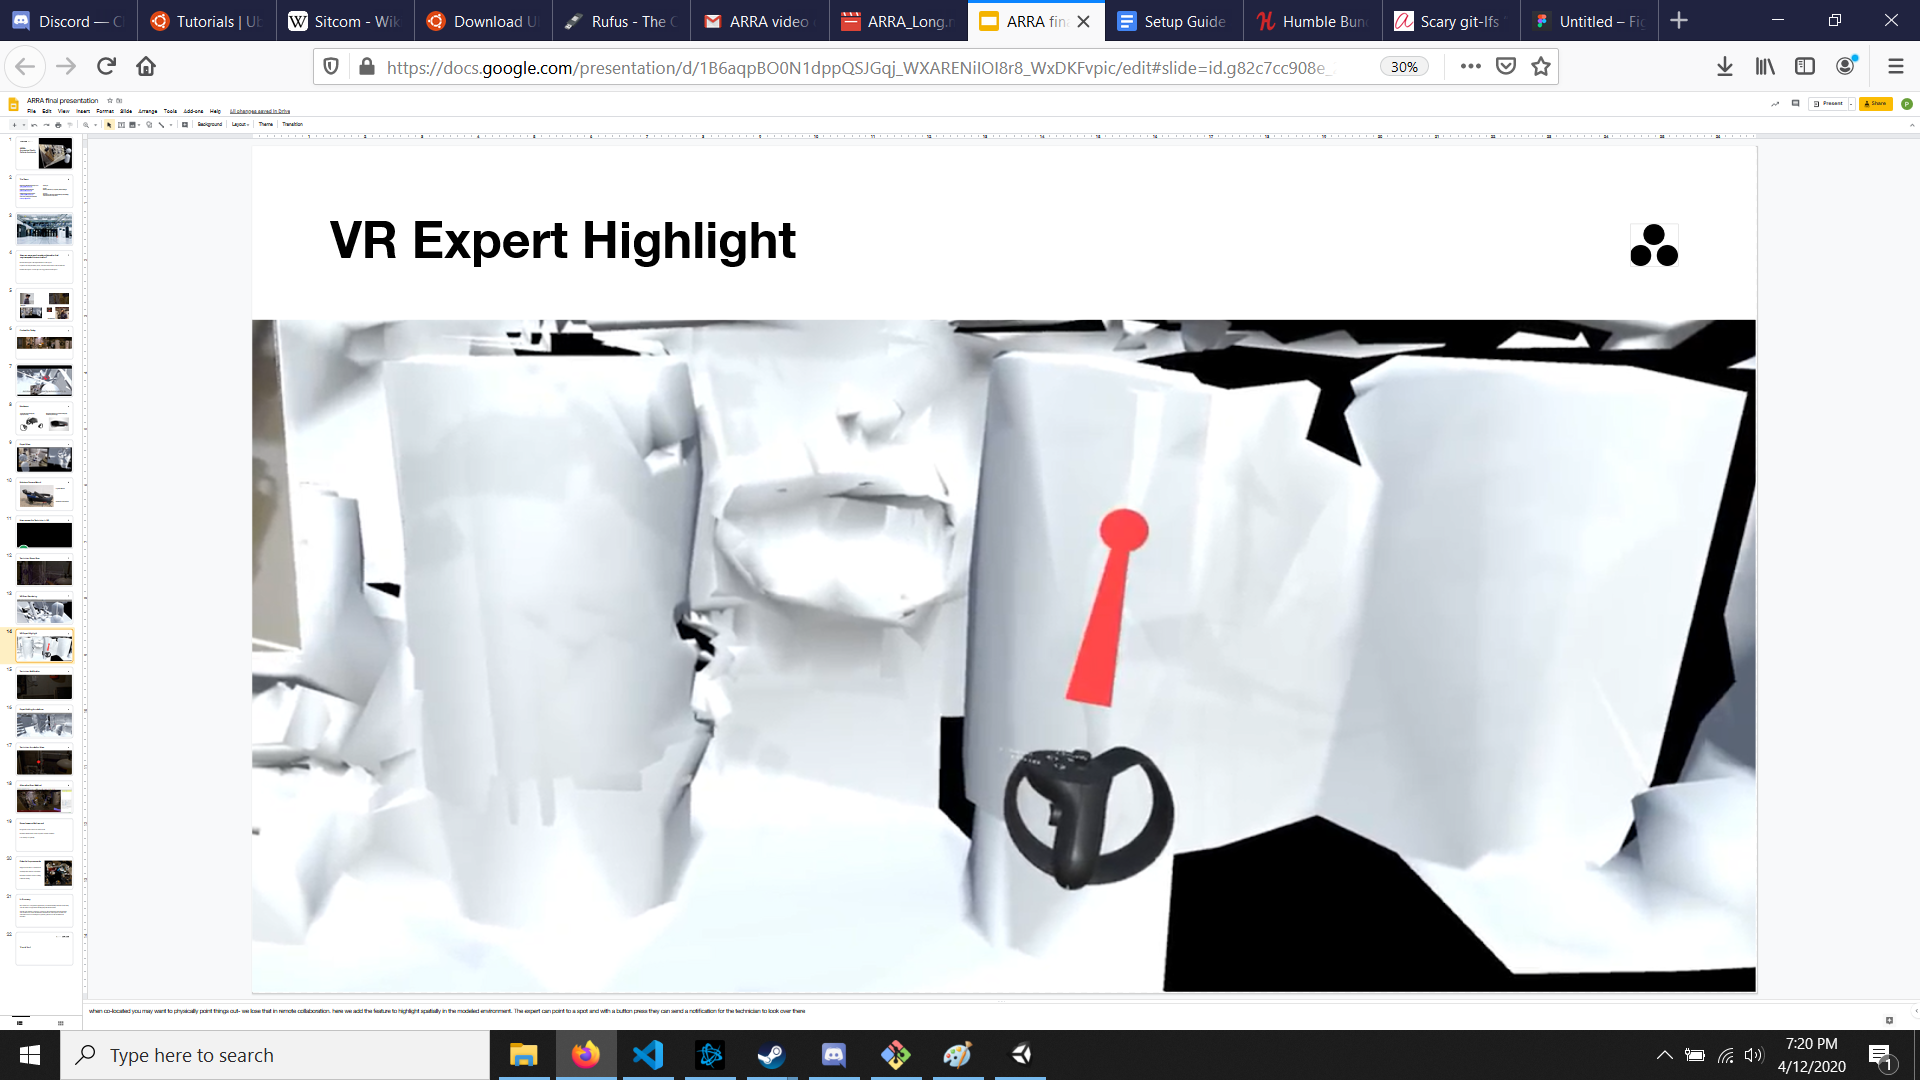 Discord — C
Tutorials | Ub
Sitcom — Wik
Download U
Rufus - The C
ARRA video
ARRA_Long.
ARRA fin
Setup Guide
Humble Bun
Scary git-lfs
Untitled – Fig
https://docs.google.com/presentation/d/1B6aqpBO0N1dppQSJGqj_WXARENilOI8r8_WxDKFvpic/edit#slide=id.g82c7cc908e_
30%
ARRA final presentation
File Edit View Insert Format Slide Arrange Tools Add-ons Help All changes saved in Drive
Present
Share
Background Layout Theme Transition
VR Expert Highlight
when co-located you may want to physically point things out- we lose that in remote collaboration. here we add the feature to highlight spatially in the modeled environment. The expert can point to a spot and with a button press they can send a notification for the technician to look over there
Type here to search
7:20 PM
4/12/2020
1